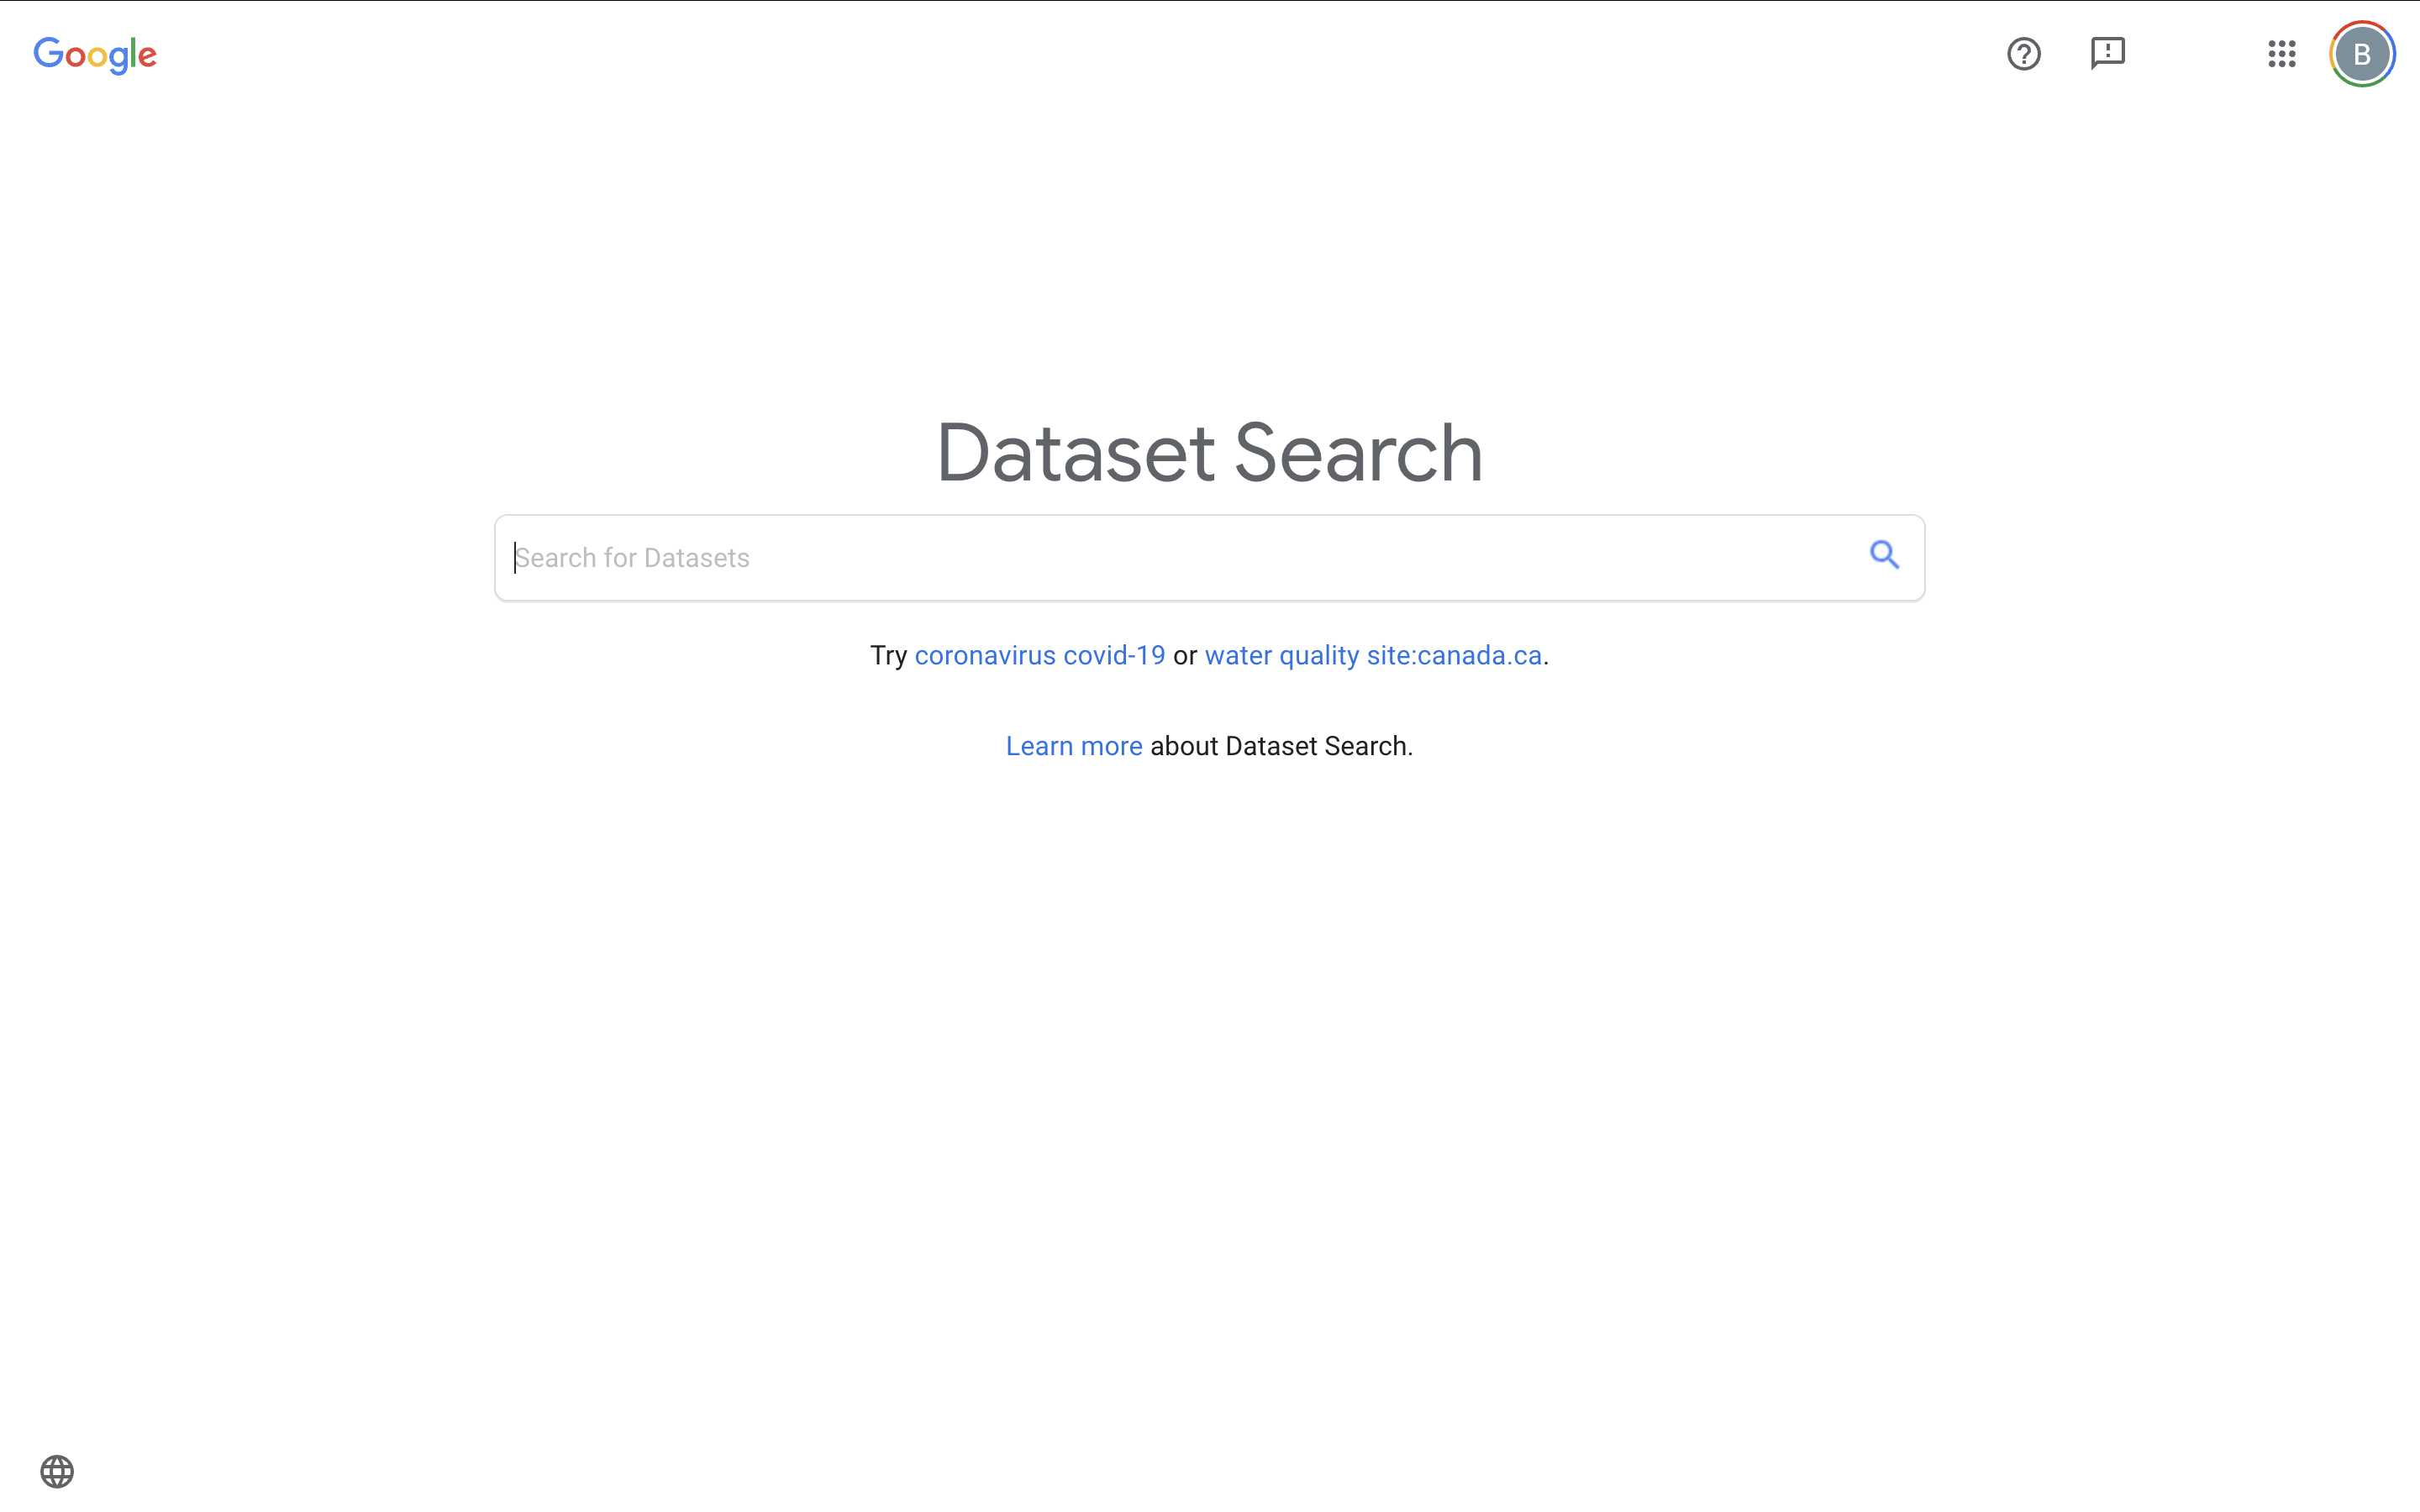 Google
B
Dataset Search
Search for Datasets
Try coronavirus covid-19 or water quality site:canada.ca.
Learn more about Dataset Search.